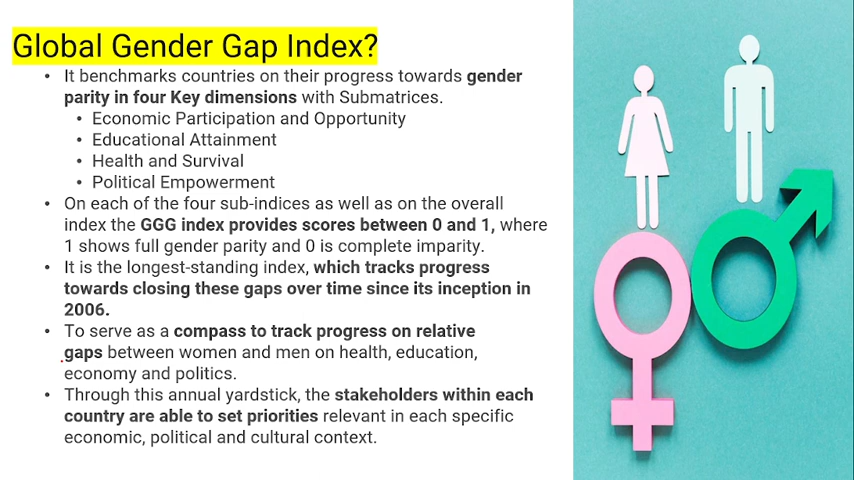 Global Gender Gap Index?
• It benchmarks countries on their progress towards gender
parity in four Key dimensions with Submatrices.
• Economic Participation and Opportunity
• Educational Attainment
• Health and Survival
• Political Empowerment
• On each of the four sub-indices as well as on the overall
index the GGG index provides scores between 0 and 1, where
1 shows full gender parity and 0 is complete imparity.
• It is the longest-standing index, which tracks progress
towards closing these gaps over time since its inception in
2006.
• To serve as a compass to track progress on relative
gaps between women and men on health, education,
economy and politics.
• Through this annual yardstick, the stakeholders within each
country are able to set priorities relevant in each specific
economic, political and cultural context.